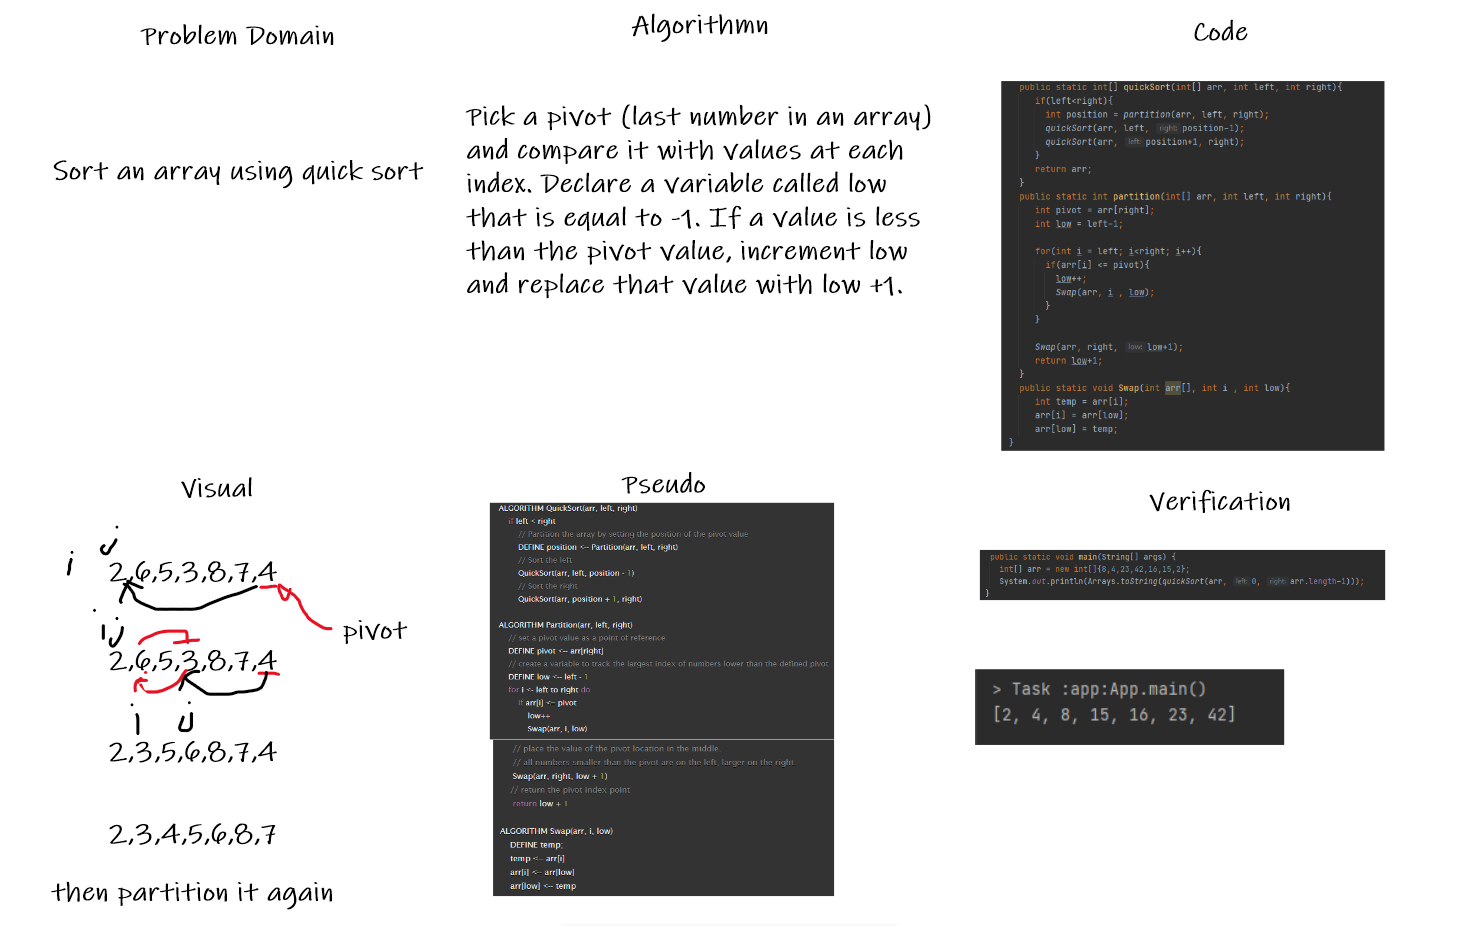 Problem Domain
Sort an array using quick sort
Algorithmn
Pick a pivot (last number in an array)
and compare it with values at each
index. Declare a variable called low
that is equal to -1. If a value is less
than the pivot value, increment low
and replace that value with low +1.
Code
public static int[] quickSort(int[] arr, int left, int right){
if(left<right){
int position = partition(arr, left, right);
quickSort(arr, left, right: position-1);
quickSort(arr, left: position+1, right);
}
return arr;
}
public static int partition(int[] arr, int left, int right){
int pivot = arr[right];
int low = left-1;
for(int i = left; i<right; i++){
if(arr[i] <= pivot){
low++;
Swap(arr, i , low);
}
}
Swap(arr, right, low: low+1);
return low+1;
}
public static void Swap(int arr[], int i , int low){
int temp = arr[i];
arr[i] = arr[low];
arr[low] = temp;
}
Visual
j
i
2,6,5,3,8,7,4
pivot
i j
2,6,5,3,8,7,4
i j
2,3,5,6,8,7,4
2,3,4,5,6,8,7
then partition it again
Pseudo
ALGORITHM QuickSort(arr, left, right)
if left < right
// Partition the array by setting the position of the pivot value
DEFINE position <-- Partition(arr, left, right)
// Sort the left
QuickSort(arr, left, position - 1)
// Sort the right
QuickSort(arr, position + 1, right)
ALGORITHM Partition(arr, left, right)
// set a pivot value as a point of reference
DEFINE pivot <-- arr[right]
// create a variable to track the largest index of numbers lower than the defined pivot
DEFINE low <-- left - 1
for i <- left to right do
if arr[i] <= pivot
low++
Swap(arr, i, low)
// place the value of the pivot location in the middle.
// all numbers smaller than the pivot are on the left, larger on the right.
Swap(arr, right, low + 1)
// return the pivot index point
return low + 1
ALGORITHM Swap(arr, i, low)
DEFINE temp;
temp <-- arr[i]
arr[i] <-- arr[low]
arr[low] <-- temp
Verification
public static void main(String[] args) {
int[] arr = new int[]{8,4,23,42,16,15,2};
System.out.println(Arrays.toString(quickSort(arr, left: 0, right: arr.length-1)));
}
> Task :app:App.main()
[2, 4, 8, 15, 16, 23, 42]